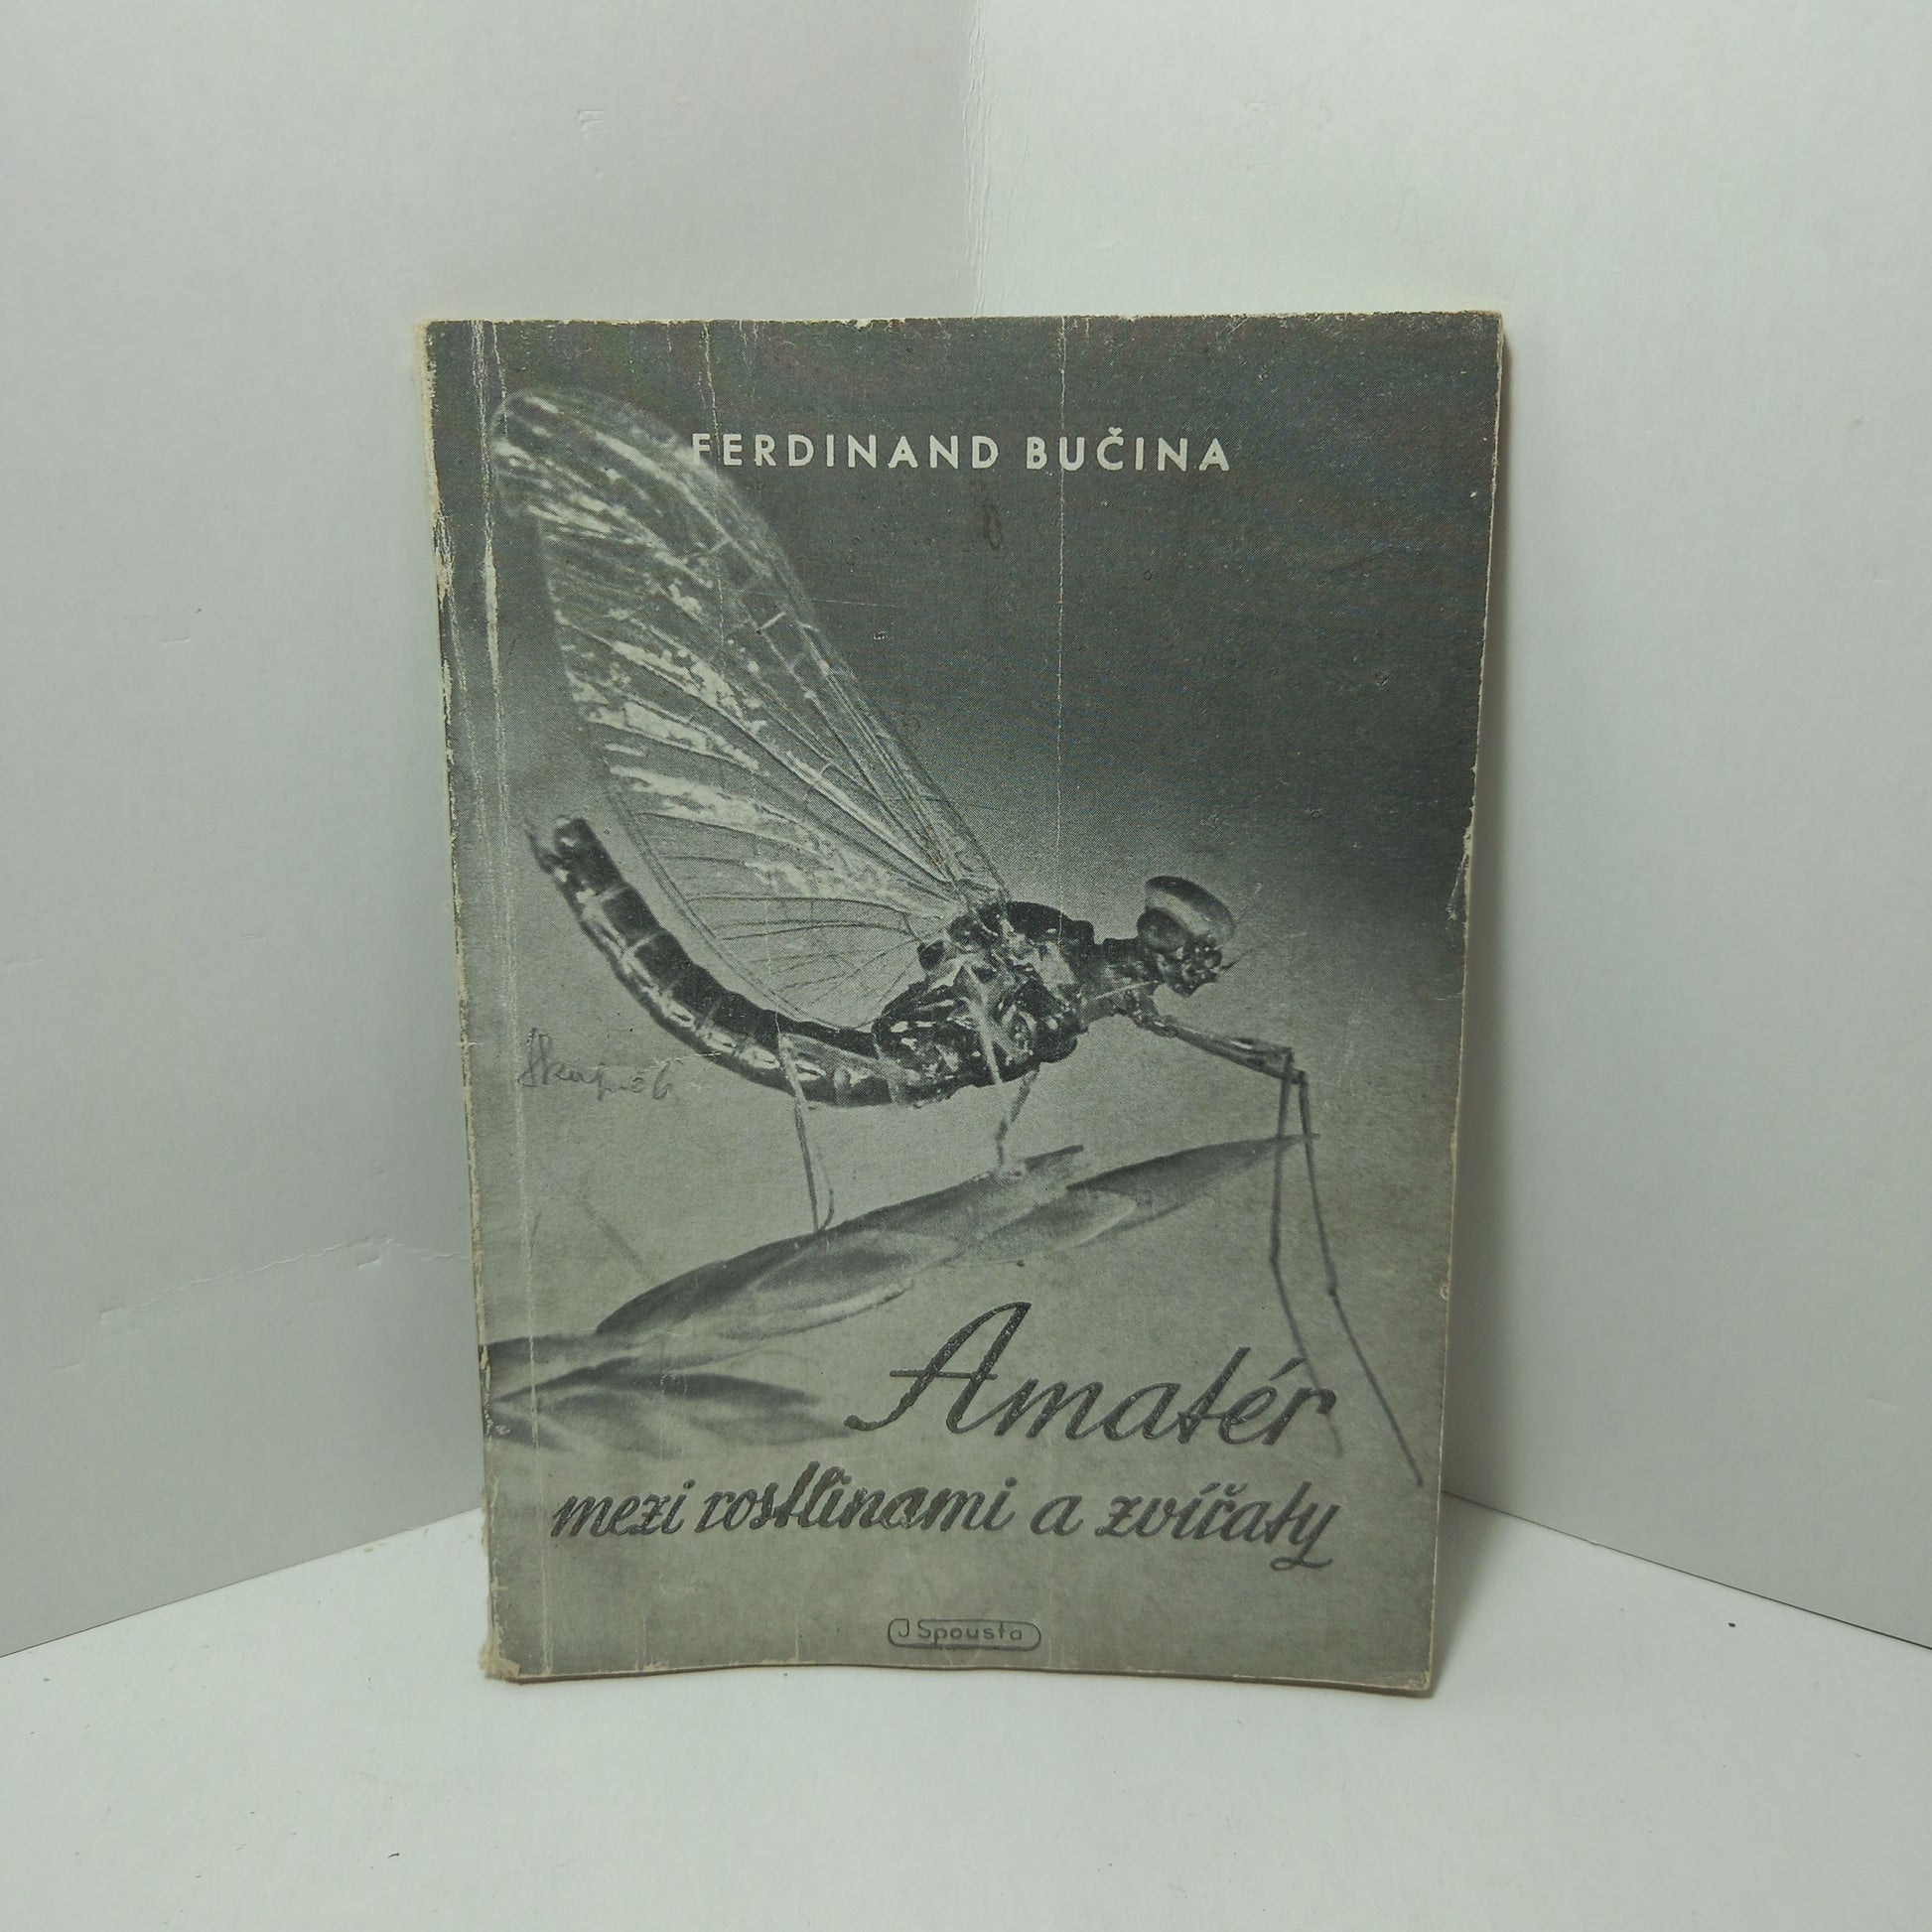 FERDINAND BUČINA
Amatér
mezi rostlinami a zvířaty
J Spousta